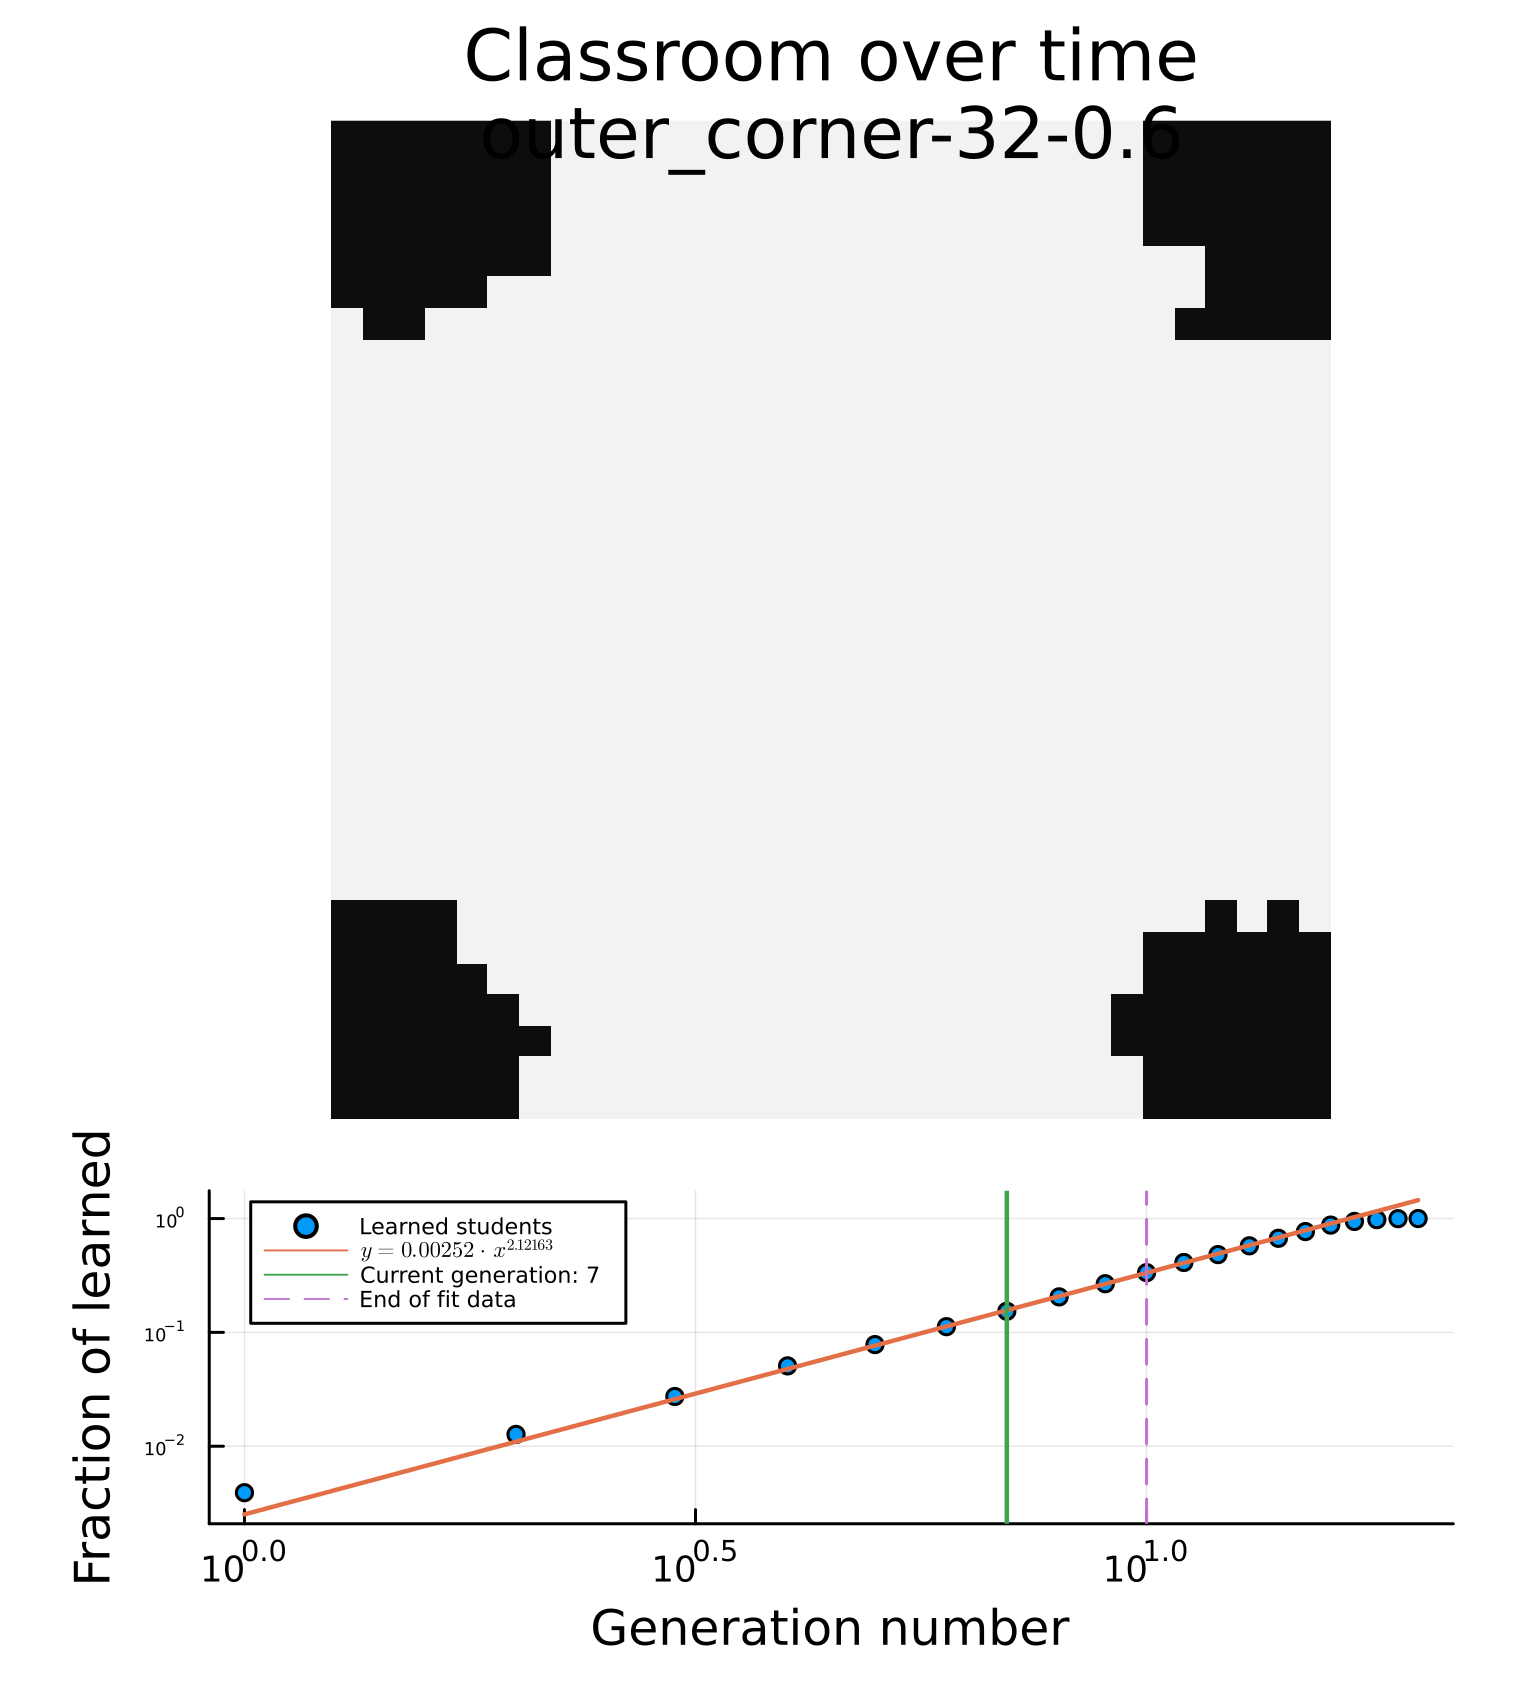 Classroom over time
outer_corner-32-0.6
Fraction of learned
10^0
10^-1
10^-2
Learned students
y = 0.00252 · x^2.12163
Current generation: 7
End of fit data
10^0.0
10^0.5
10^1.0
Generation number